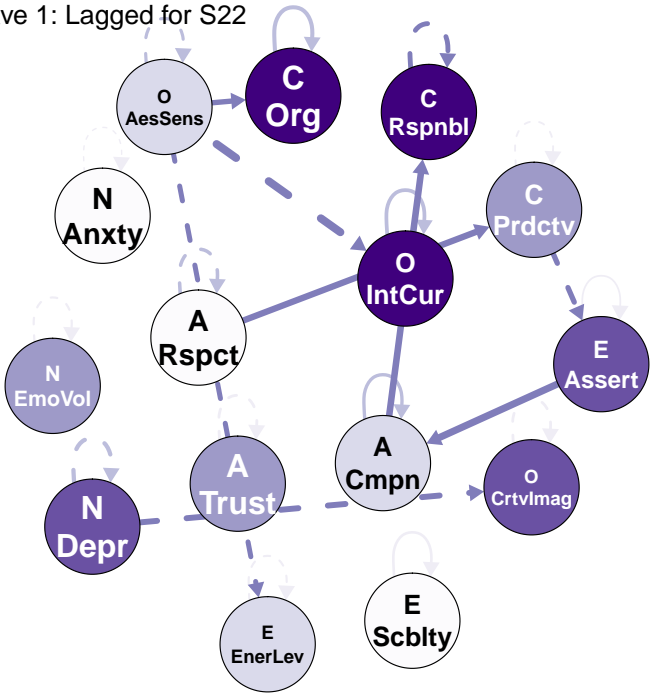 ve 1: Lagged for S22
O
AesSens
C
Org
C
Rspnbl
N
Anxty
C
Prdctv
O
IntCur
A
Rspct
E
Assert
N
EmoVol
A
Cmpn
A
Trust
O
CrtvImag
N
Depr
E
EnerLev
E
Scblty